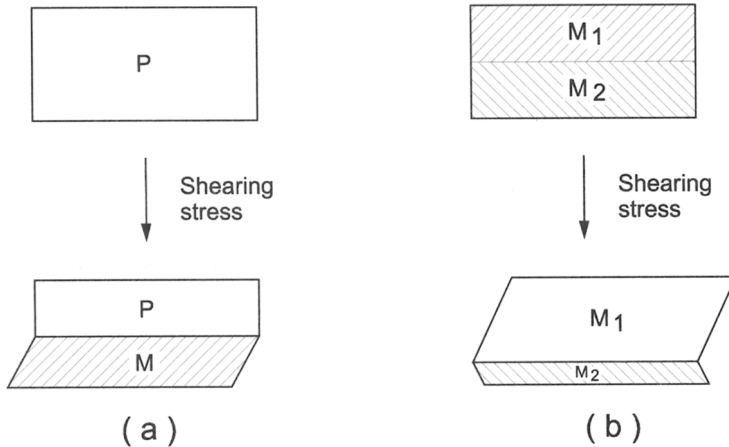 P
Shearing
stress
P
M
( a )
M1
M2
Shearing
stress
M1
M2
( b )